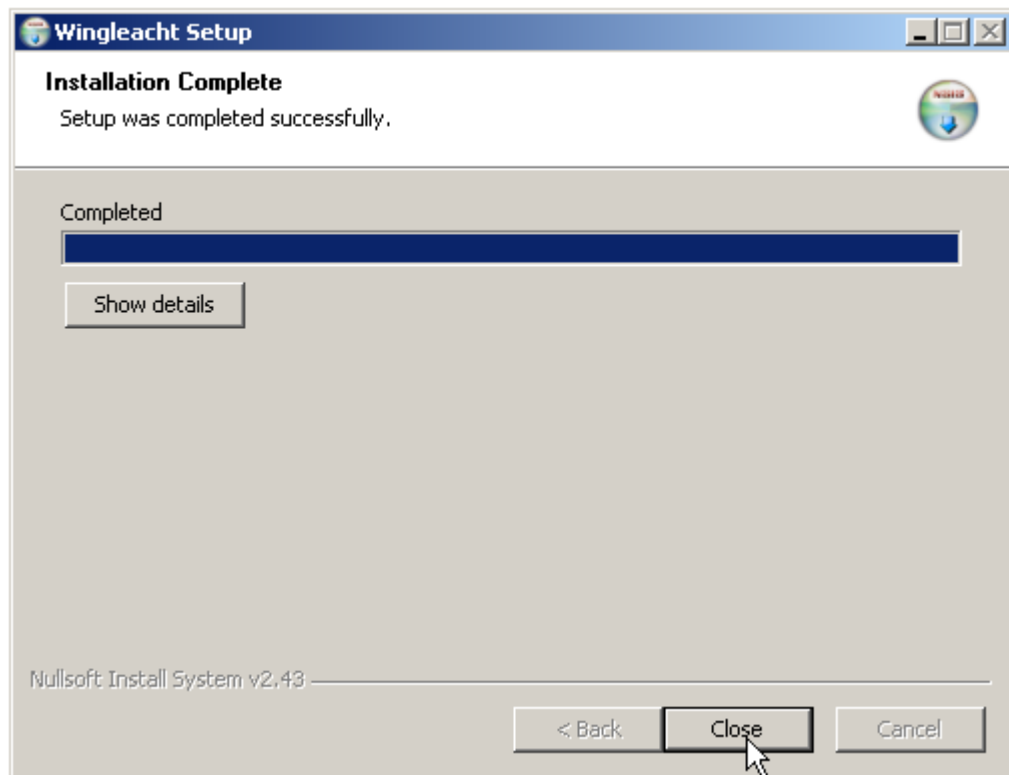 Wingleacht Setup
Installation Complete
Setup was completed successfully.
Completed
Show details
Nullsoft Install System v2.43
< Back Close Cancel